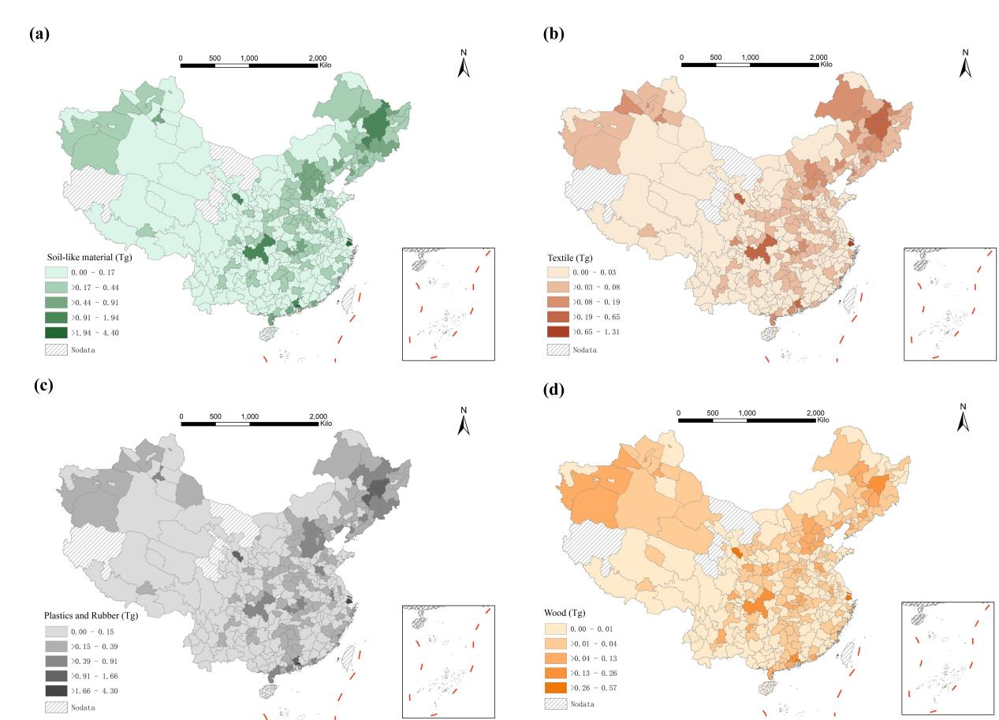 (a)
0 500 1,000 2,000
Kilo
N
Soil-like material (Tg)
0.00 - 0.17
>0.17 - 0.44
>0.44 - 0.91
>0.91 - 1.94
>1.94 - 4.40
Nodata
(b)
0 500 1,000 2,000
Kilo
N
Textile (Tg)
0.00 - 0.03
>0.03 - 0.08
>0.08 - 0.19
>0.19 - 0.65
>0.65 - 1.31
Nodata
(c)
0 500 1,000 2,000
Kilo
N
Plastics and Rubber (Tg)
0.00 - 0.15
>0.15 - 0.39
>0.39 - 0.91
>0.91 - 1.66
>1.66 - 4.30
Nodata
(d)
0 500 1,000 2,000
Kilo
N
Wood (Tg)
0.00 - 0.01
>0.01 - 0.04
>0.04 - 0.13
>0.13 - 0.26
>0.26 - 0.57
Nodata